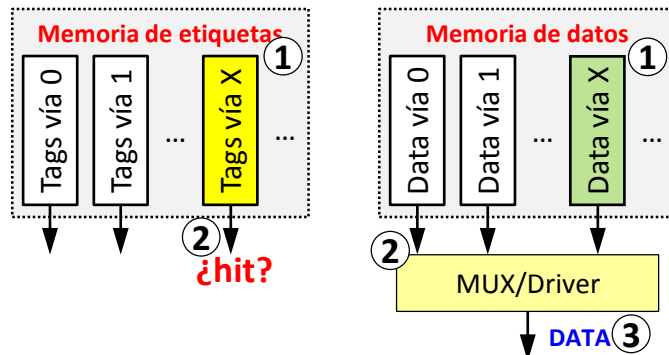 Memoria de etiquetas
1
Tags vía 0
Tags vía 1
...
Tags vía X
...
2
¿hit?
Memoria de datos
1
Data vía 0
Data vía 1
...
Data vía X
...
2
MUX/Driver
DATA 3